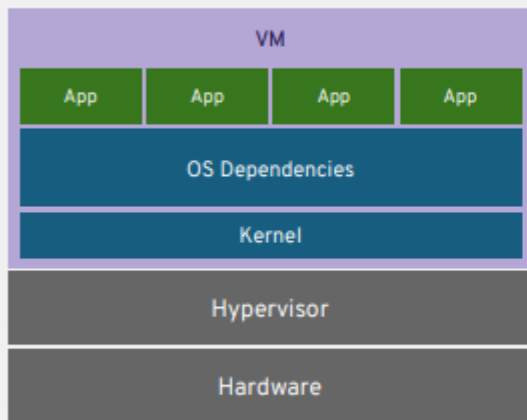 VM
App App App App
OS Dependencies
Kernel
Hypervisor
Hardware